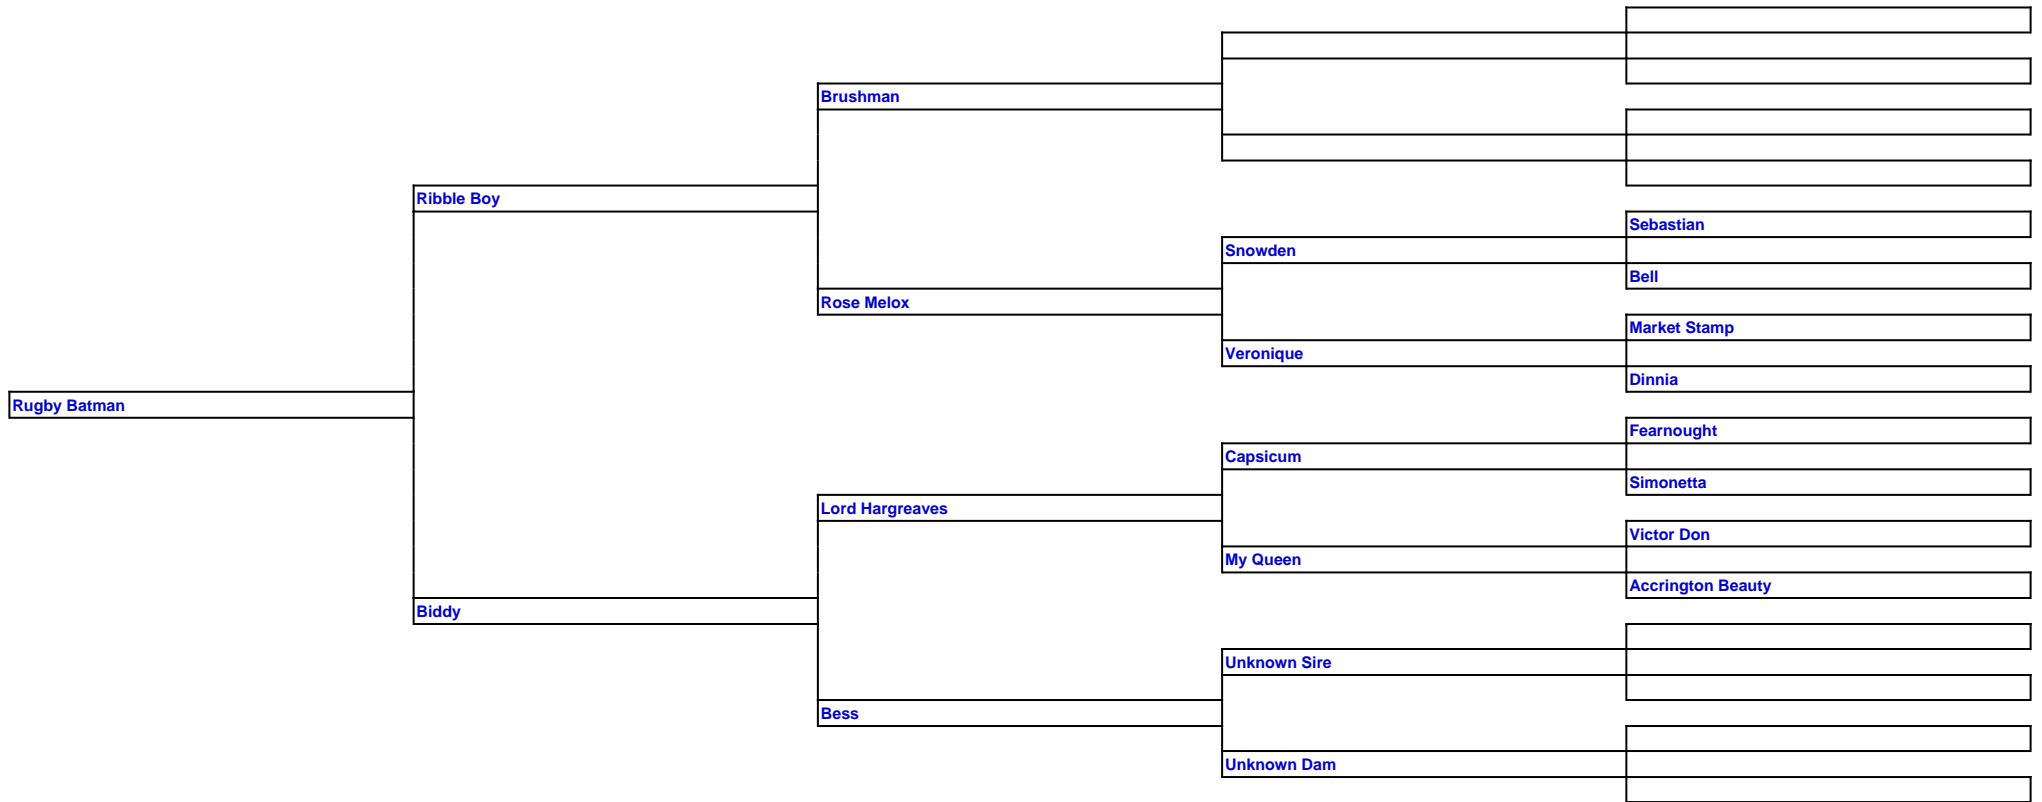 Brushman
Ribble Boy
Sebastian
Snowden
Bell
Rose Melox
Market Stamp
Veronique
Dinnia
Rugby Batman
Fearnought
Capsicum
Simonetta
Lord Hargreaves
Victor Don
My Queen
Accrington Beauty
Biddy
Unknown Sire
Bess
Unknown Dam